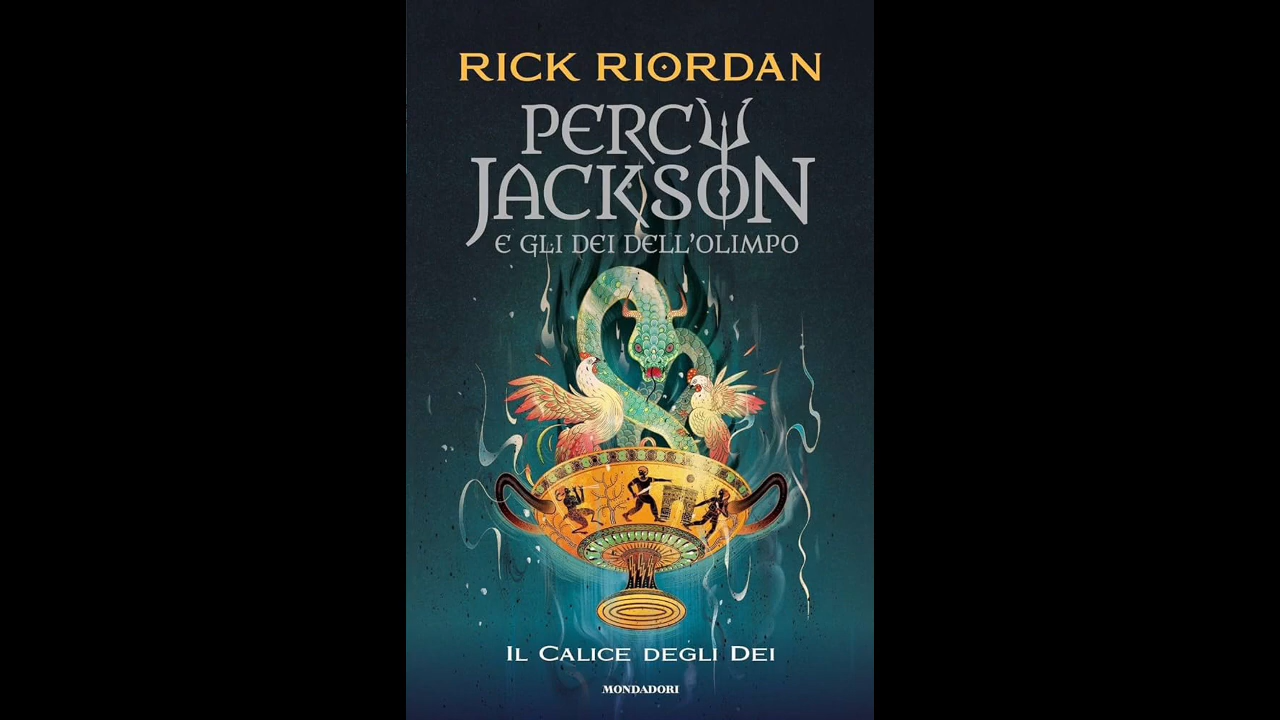 RICK RIORDAN
PERCY
JACKSON
E GLI DEI DELL'OLIMPO
IL CALICE DEGLI DEI
MONDADORI